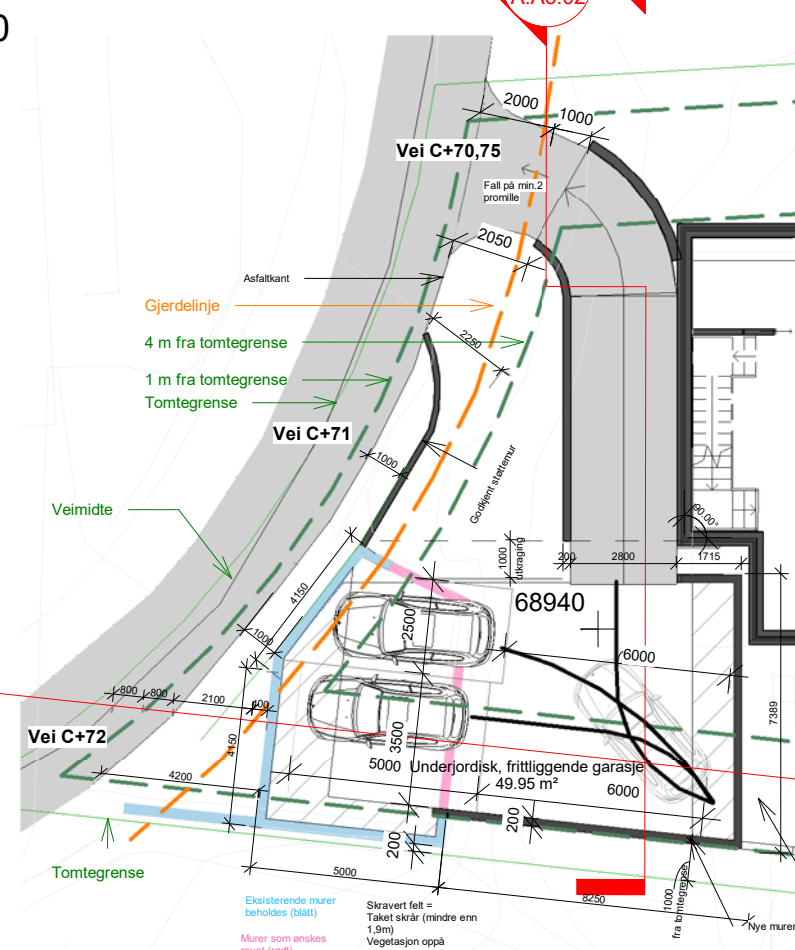 A.A3.02
0
2000
1000
Vei C+70,75
Fall på min.2
promille
2050
Asfaltkant
Gjerdelinje
4 m fra tomtegrense
2250
1 m fra tomtegrense
Tomtegrense
Vei C+71
1000
Godkjent støttemur
90.00°
Veimidte
1000
utkraging
200
2800
1715
4150
68940
2500
1000
6000
7389
800
800
2100
400
3500
Vei C+72
4150
4200
5000
Underjordisk, frittliggende garasje
49.95 m²
6000
200
200
Tomtegrense
5000
8250
1000
fra tomtegrense
Eksisterende murer
beholdes (blått)
Skravert felt =
Taket skrår (mindre enn
1,9m)
Vegetasjon oppå
Nye murer
Murer som ønskes